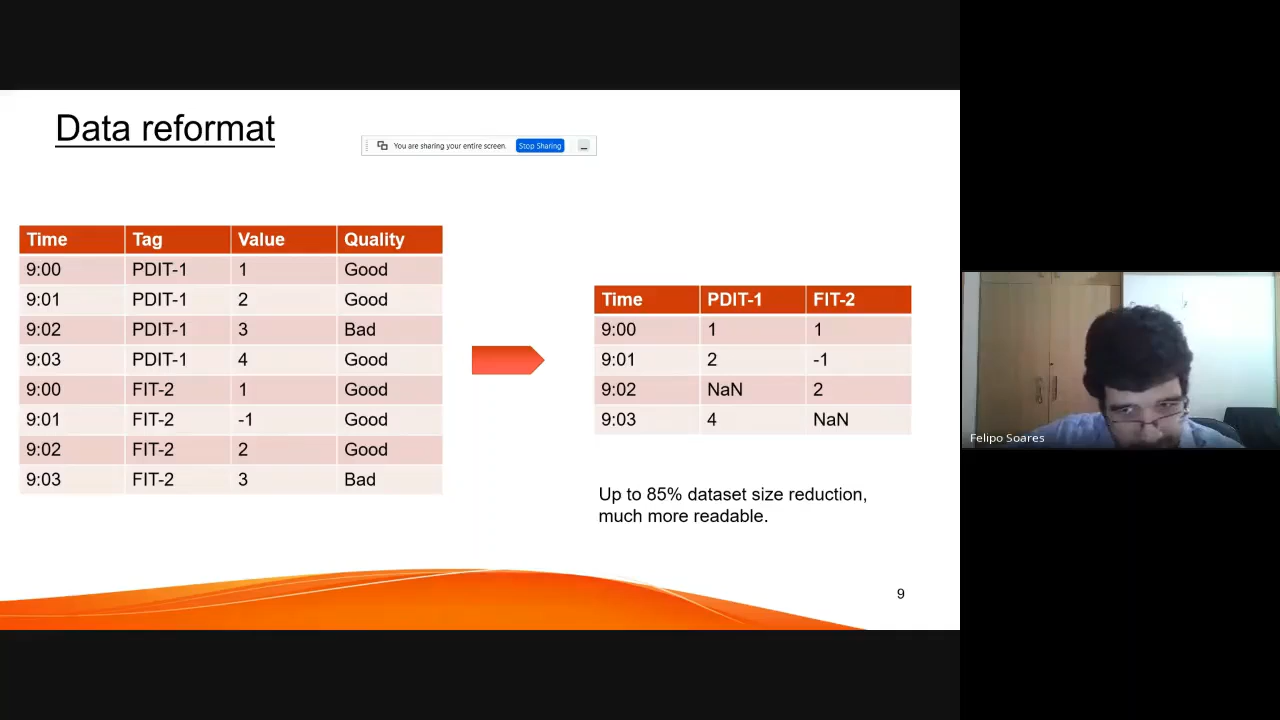 Data reformat
You are sharing your entire screen. Stop Sharing
Time Tag Value Quality
9:00 PDIT-1 1 Good
9:01 PDIT-1 2 Good
9:02 PDIT-1 3 Bad
9:03 PDIT-1 4 Good
9:00 FIT-2 1 Good
9:01 FIT-2 -1 Good
9:02 FIT-2 2 Good
9:03 FIT-2 3 Bad
Time PDIT-1 FIT-2
9:00 1 1
9:01 2 -1
9:02 NaN 2
9:03 4 NaN
Up to 85% dataset size reduction,
much more readable.
9
Felipo Soares